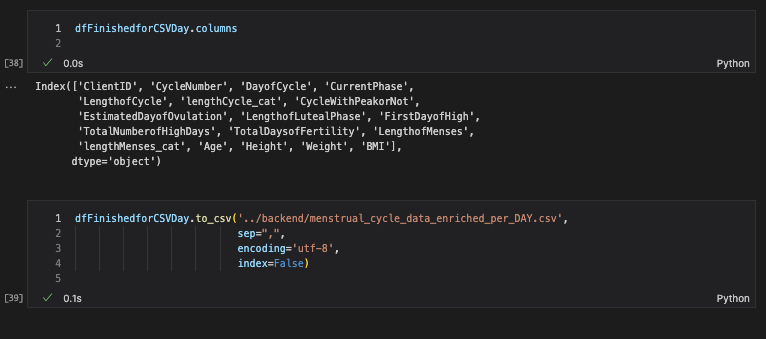 1 dfFinishedforCSVDay.columns
2
[38] ✓ 0.0s Python
... Index(['ClientID', 'CycleNumber', 'DayofCycle', 'CurrentPhase',
'LengthofCycle', 'lengthCycle_cat', 'CycleWithPeakorNot',
'EstimatedDayofOvulation', 'LengthofLutealPhase', 'FirstDayofHigh',
'TotalNumberofHighDays', 'TotalDaysofFertility', 'LengthofMenses',
'lengthMenses_cat', 'Age', 'Height', 'Weight', 'BMI'],
dtype='object')
1 dfFinishedforCSVDay.to_csv('../backend/menstrual_cycle_data_enriched_per_DAY.csv',
2 sep=",",
3 encoding='utf-8',
4 index=False)
5
[39] ✓ 0.1s Python